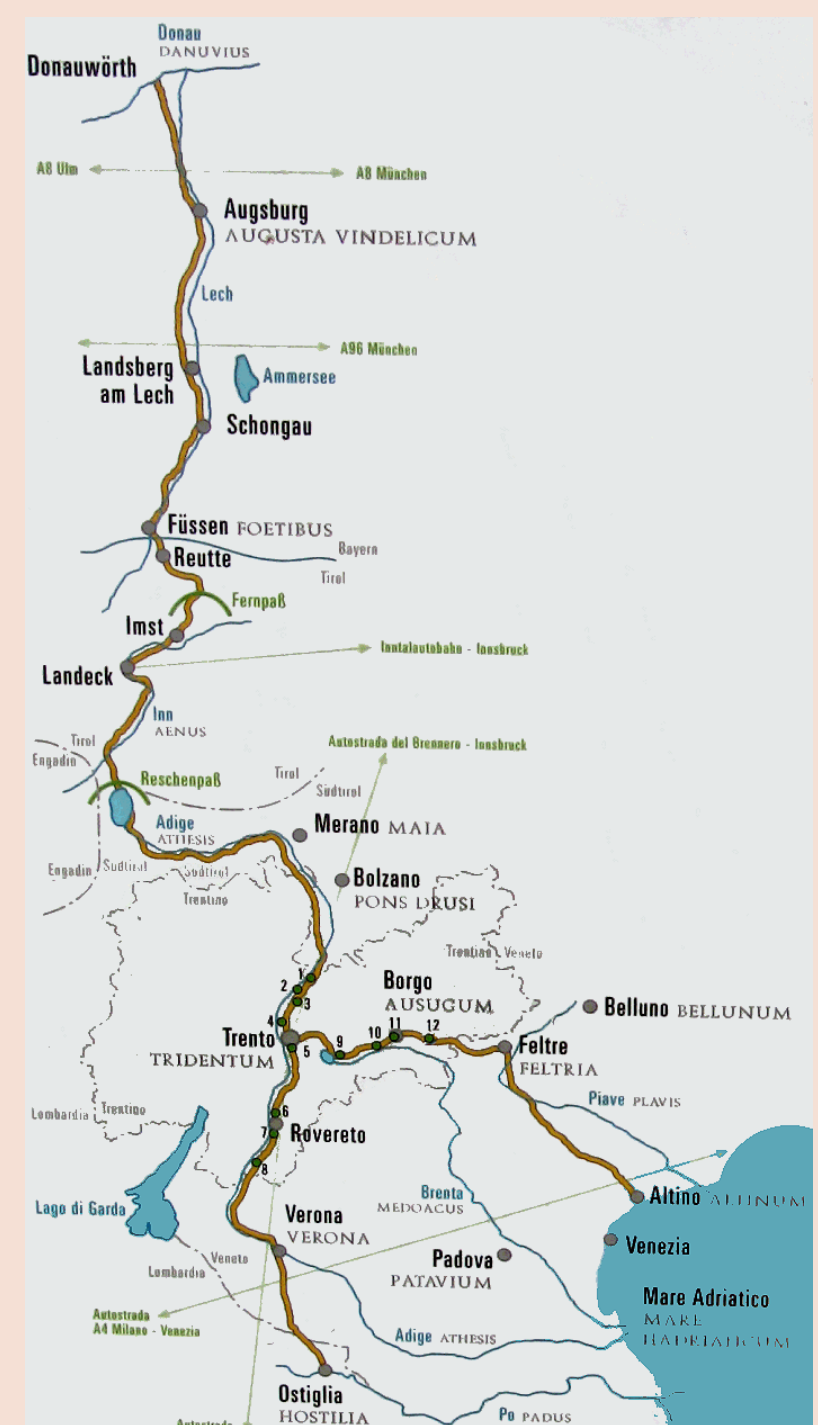 Donau
DANUVIUS
Donauwörth
A8 Ulm
A8 München
Augsburg
AUGUSTA VINDELICUM
Lech
A96 München
Landsberg
am Lech
Ammersee
Schongau
Füssen FOETIBUS
Bayern
Reutte
Tirol
Fernpaß
Imst
Inntalautobahn - Innsbruck
Landeck
Inn
AENUS
Tirol
Engadin
Autostrada del Brennero - Innsbruck
Reschenpaß
Tirol
Südtirol
Adige
ATHESIS
Merano MAIA
Engadin
Südtirol
Südtirol
Trentino
Bolzano
PONS DRUSI
Trentino
Veneto
1
2
3
Borgo
AUSUGUM
Belluno BELLUNUM
4
Trento
TRIDENTUM
5
9
10
11
12
Feltre
FELTRIA
Piave PLAVIS
Lombardia
Trentino
6
7
Rovereto
8
Lago di Garda
Brenta
MEDOACUS
Altino ALTINUM
Verona
VERONA
Venezia
Veneto
Lombardia
Padova
PATAVIUM
Mare Adriatico
MARE
HADRIATICUM
Autostrada
A4 Milano - Venezia
Adige ATHESIS
Ostiglia
HOSTILIA
Po PADUS
Autostrada